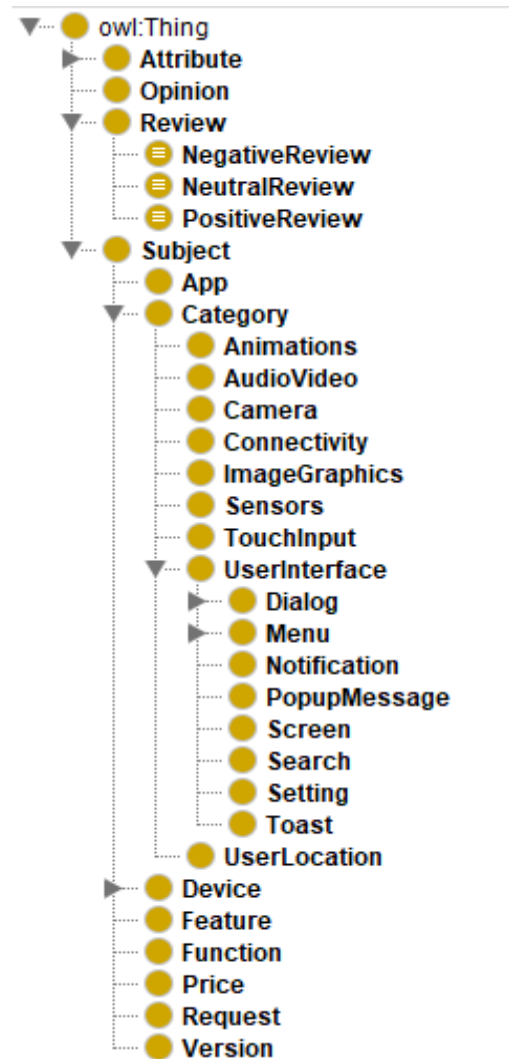 owl:Thing
Attribute
Opinion
Review
NegativeReview
NeutralReview
PositiveReview
Subject
App
Category
Animations
AudioVideo
Camera
Connectivity
ImageGraphics
Sensors
TouchInput
UserInterface
Dialog
Menu
Notification
PopupMessage
Screen
Search
Setting
Toast
UserLocation
Device
Feature
Function
Price
Request
Version